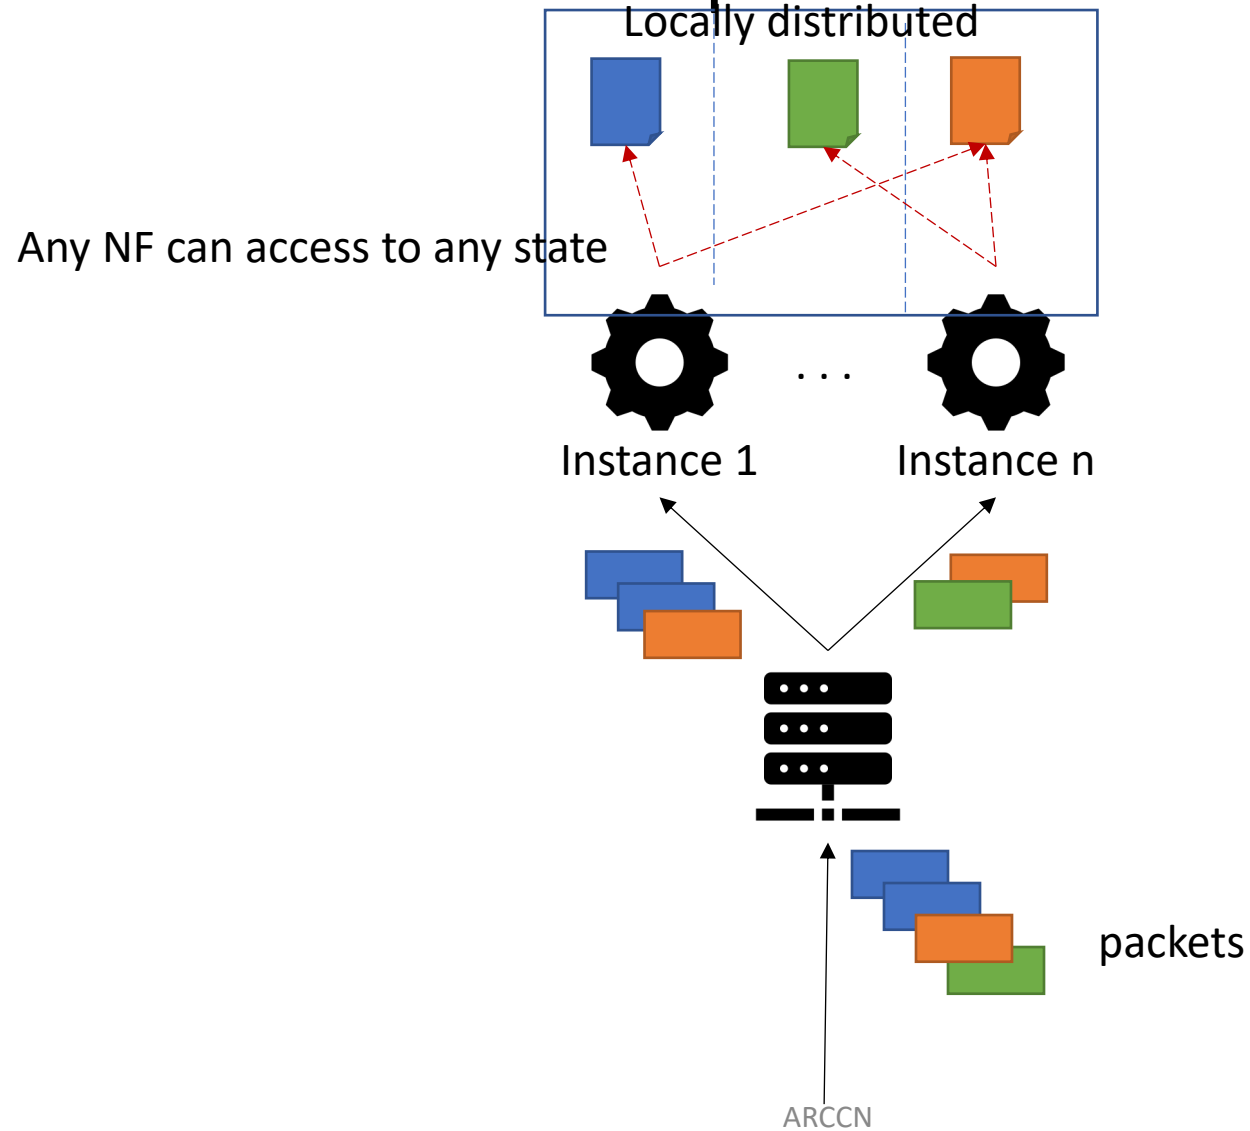 Locally distributed
Any NF can access to any state
. . .
Instance 1
Instance n
packets
ARCCN